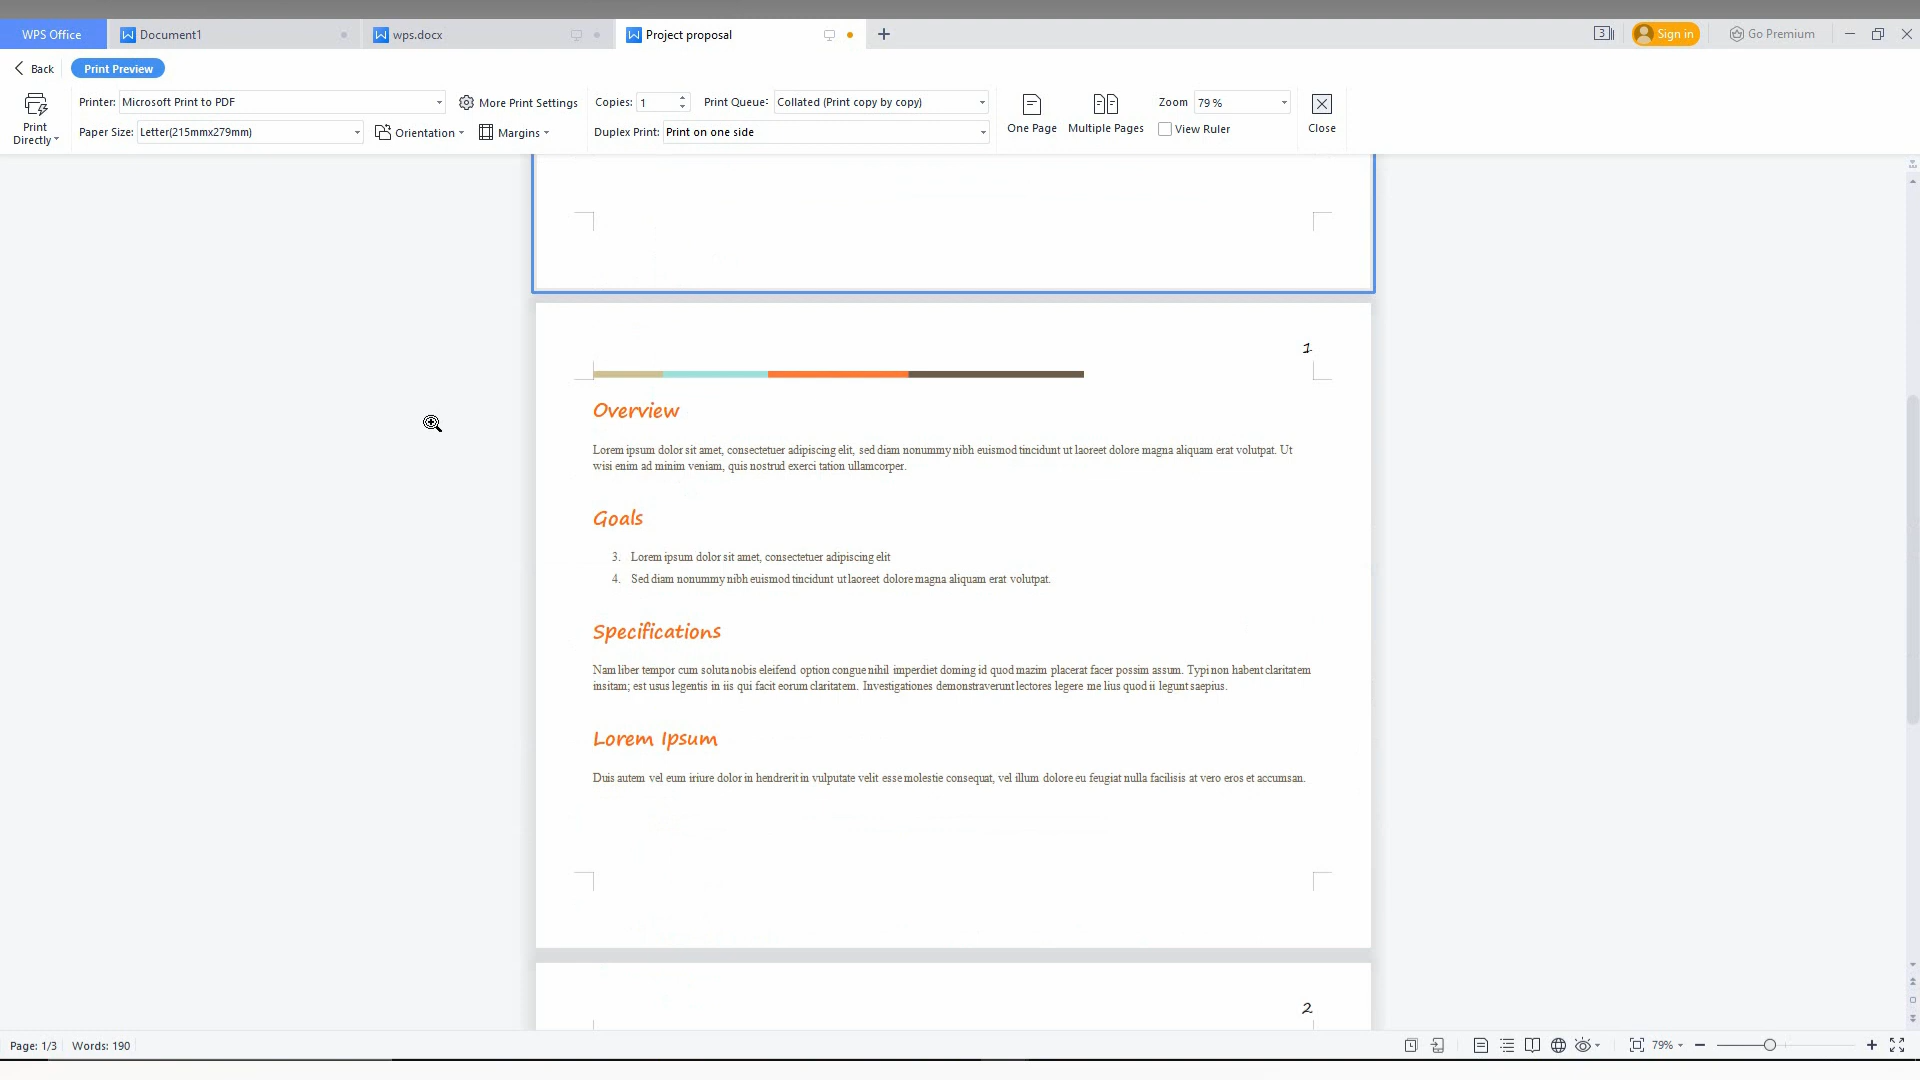 WPS Office
Document1
wps.docx
Project proposal
3
Sign in
Go Premium
Back
Print Preview
Print Directly
Printer: Microsoft Print to PDF
More Print Settings
Copies: 1
Print Queue: Collated (Print copy by copy)
Paper Size: Letter(215mmx279mm)
Orientation
Margins
Duplex Print: Print on one side
One Page
Multiple Pages
Zoom 79 %
View Ruler
Close
1
Overview
Lorem ipsum dolor sit amet, consectetuer adipiscing elit, sed diam nonummy nibh euismod tincidunt ut laoreet dolore magna aliquam erat volutpat. Ut
wisi enim ad minim veniam, quis nostrud exerci tation ullamcorper.
Goals
3. Lorem ipsum dolor sit amet, consectetuer adipiscing elit
4. Sed diam nonummy nibh euismod tincidunt ut laoreet dolore magna aliquam erat volutpat.
Specifications
Nam liber tempor cum soluta nobis eleifend option congue nihil imperdiet doming id quod mazim placerat facer possim assum. Typi non habent claritatem
insitam; est usus legentis in iis qui facit eorum claritatem. Investigationes demonstraverunt lectores legere me lius quod ii legunt saepius.
Lorem Ipsum
Duis autem vel eum iriure dolor in hendrerit in vulputate velit esse molestie consequat, vel illum dolore eu feugiat nulla facilisis at vero eros et accumsan.
2
Page: 1/3
Words: 190
79%